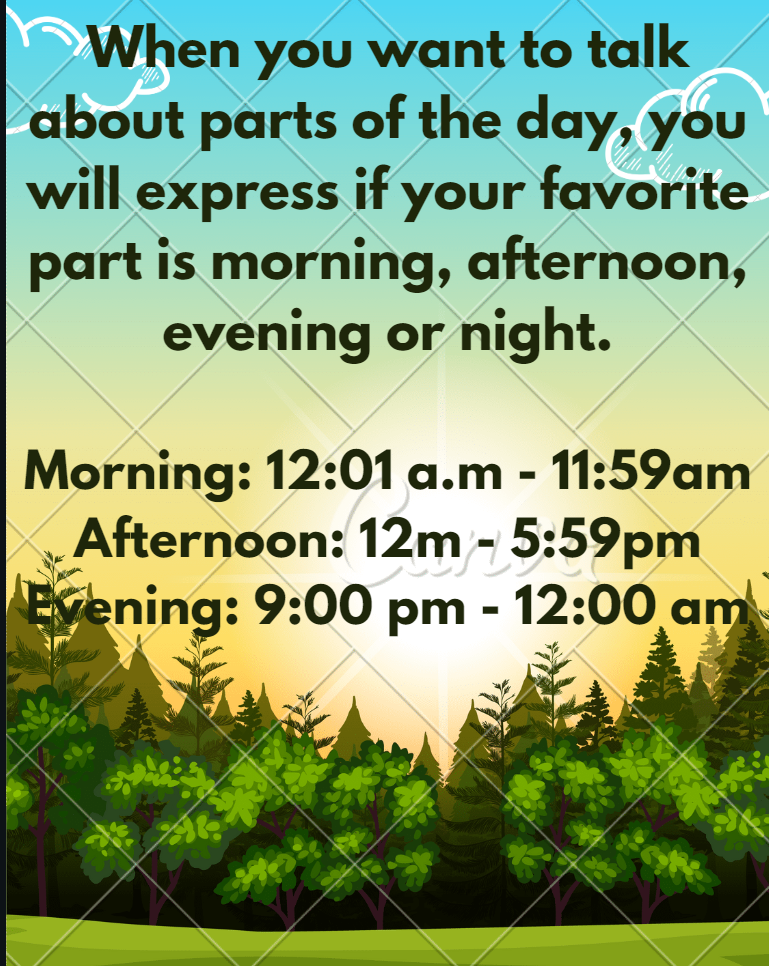 When you want to talk
about parts of the day, you
will express if your favorite
part is morning, afternoon,
evening or night.
Morning: 12:01 a.m - 11:59am
Afternoon: 12m - 5:59pm
Canva
Evening: 9:00 pm - 12:00 am